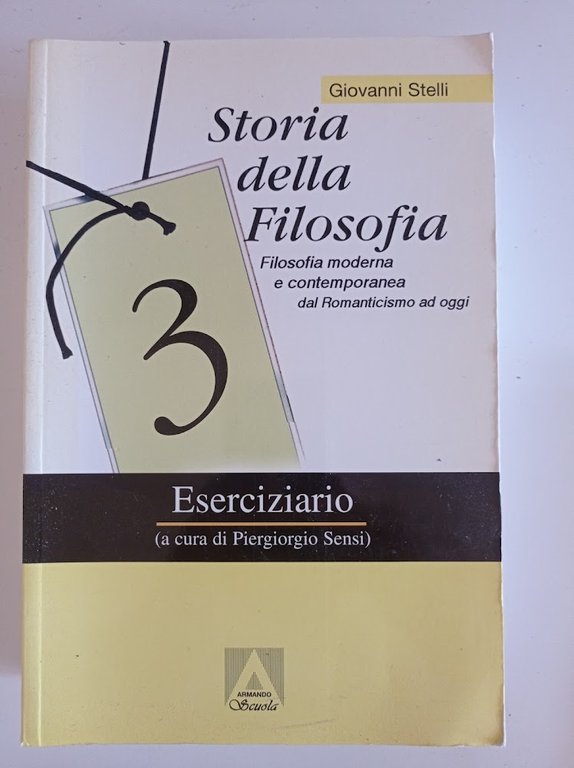 Giovanni Stelli
Storia
della
Filosofia
Filosofia moderna
e contemporanea
dal Romanticismo ad oggi
3
Eserciziario
(a cura di Piergiorgio Sensi)
ARMANDO
Scuola